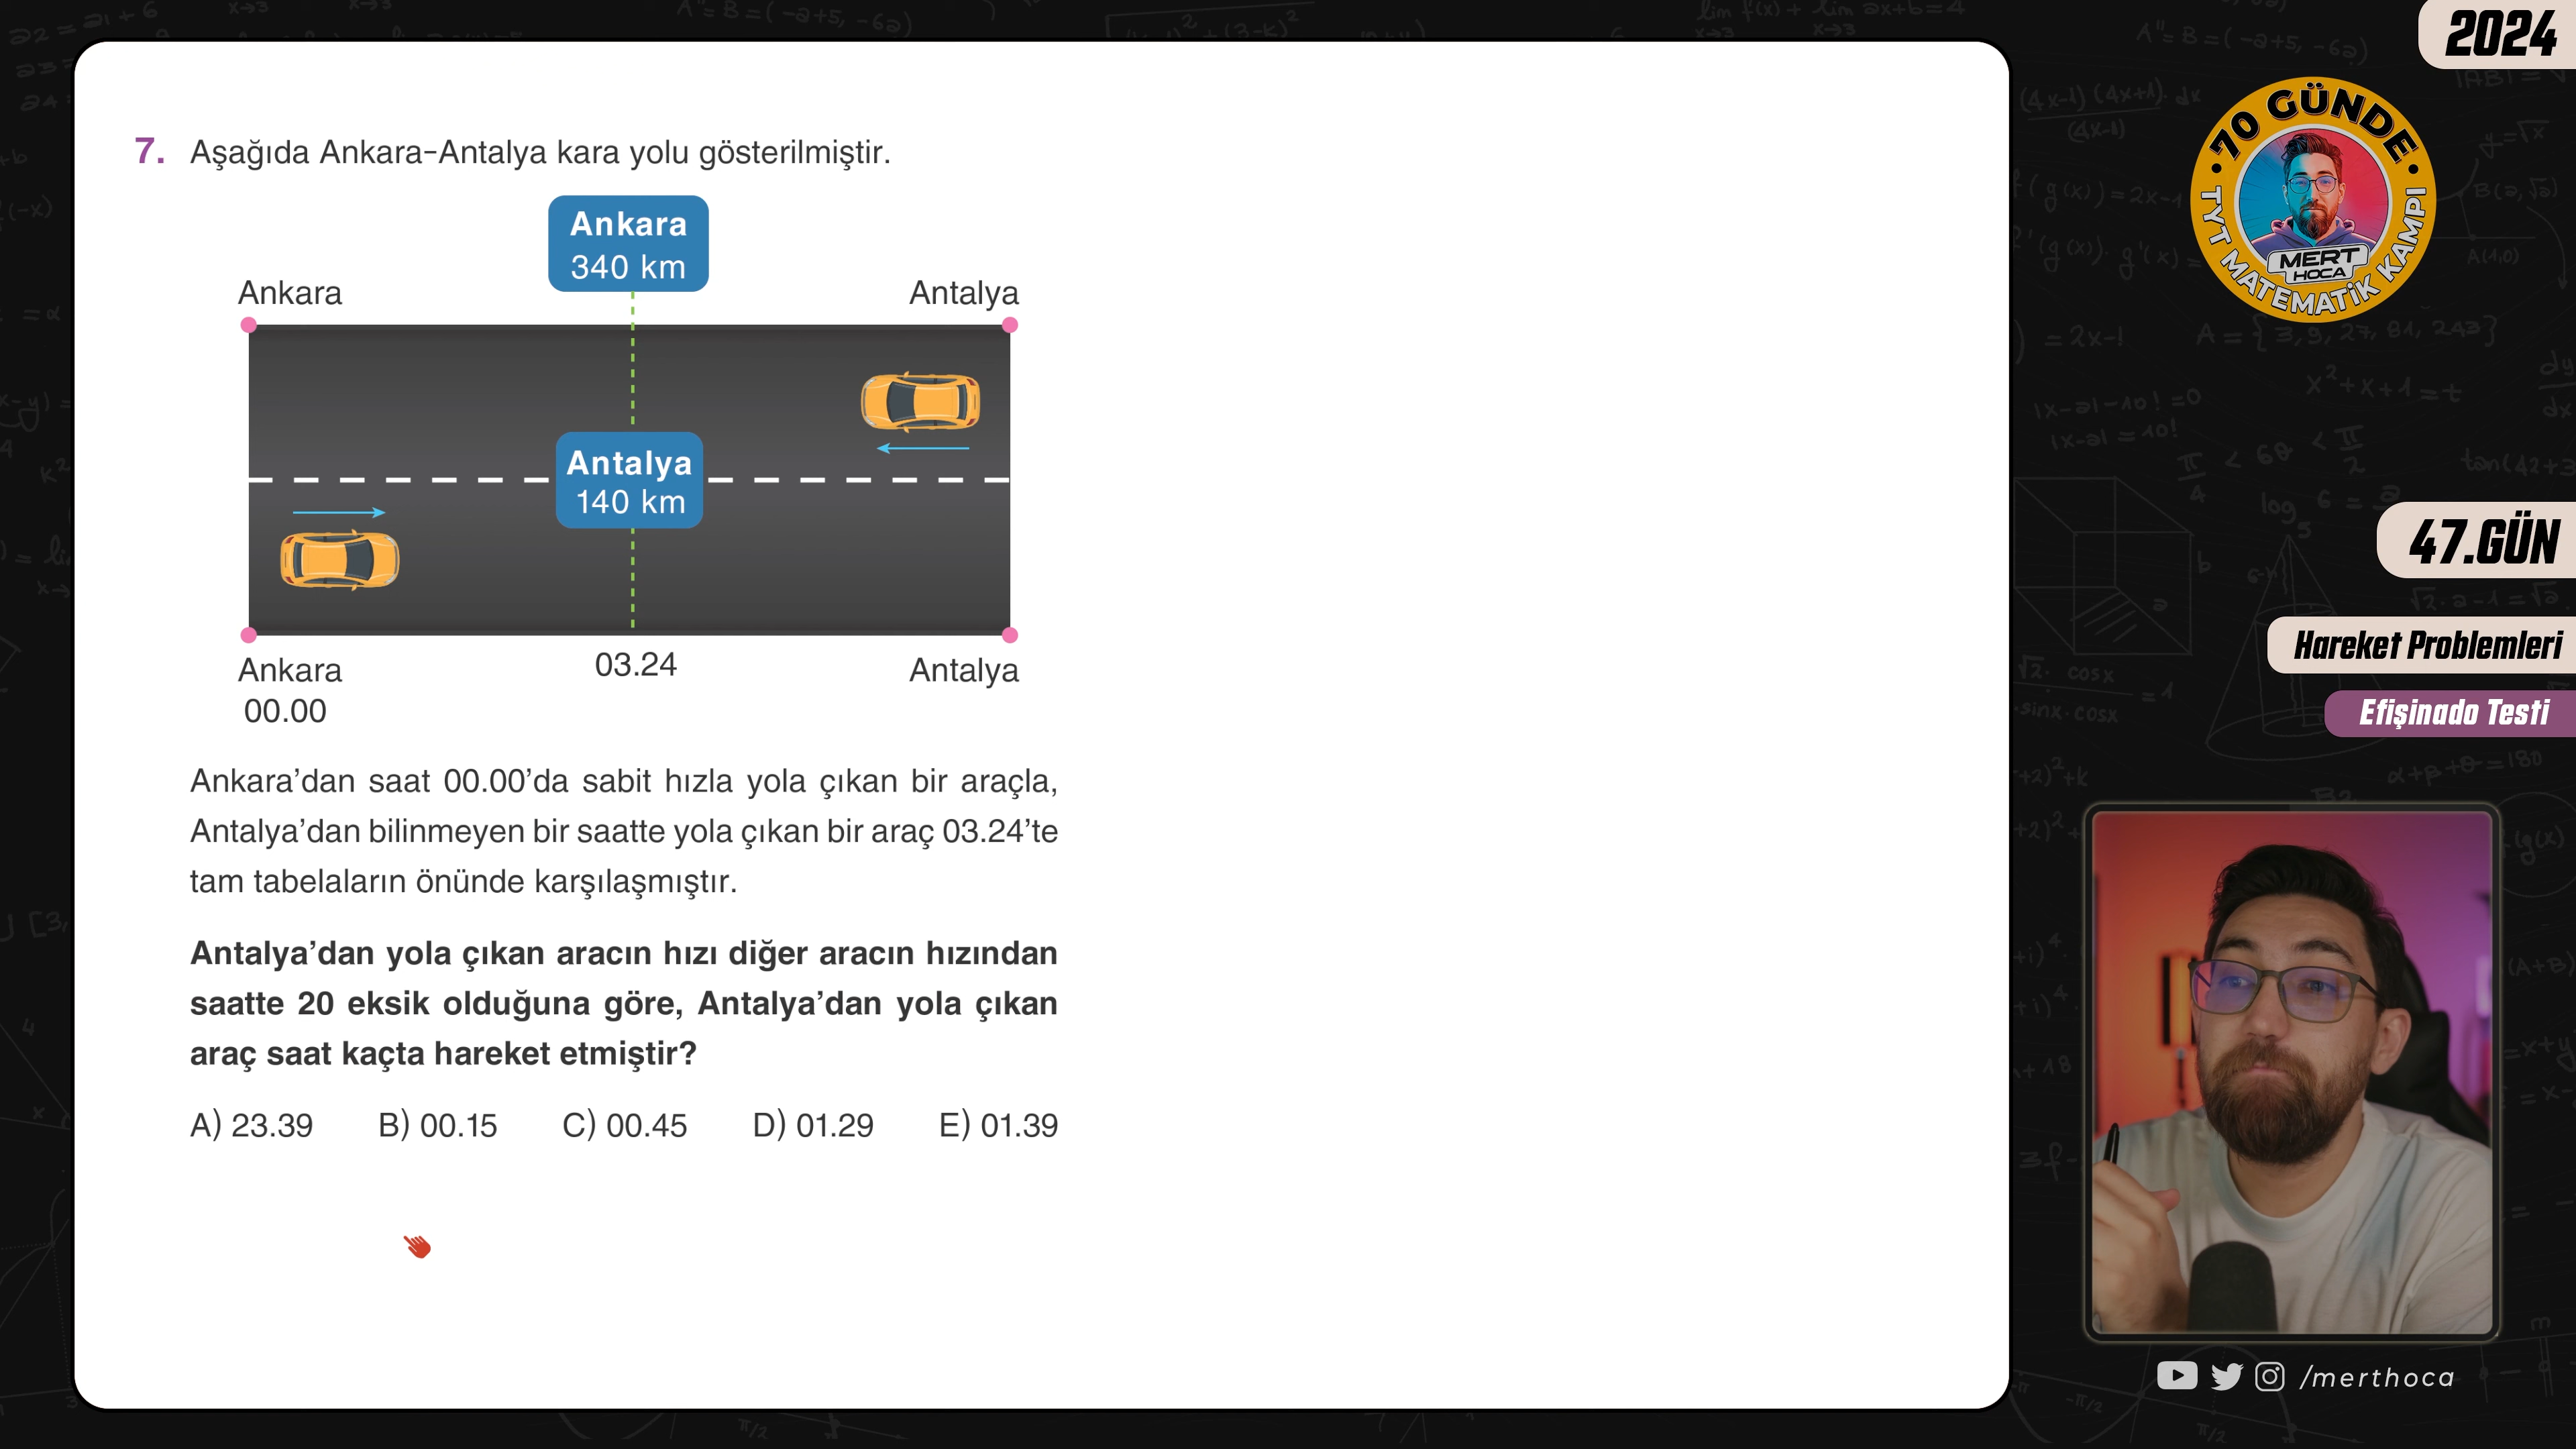 2024
70 GÜNDE
TYT MATEMATİK KAMPI
MERT
HOCA
7. Aşağıda Ankara-Antalya kara yolu gösterilmiştir.
Ankara
340 km
Ankara
Antalya
Antalya
140 km
Ankara
00.00
03.24
Antalya
Ankara’dan saat 00.00’da sabit hızla yola çıkan bir araçla,
Antalya’dan bilinmeyen bir saatte yola çıkan bir araç 03.24’te
tam tabelaların önünde karşılaşmıştır.
Antalya’dan yola çıkan aracın hızı diğer aracın hızından
saatte 20 eksik olduğuna göre, Antalya’dan yola çıkan
araç saat kaçta hareket etmiştir?
A) 23.39 B) 00.15 C) 00.45 D) 01.29 E) 01.39
47.GÜN
Hareket Problemleri
Efişinado Testi
/merthoca